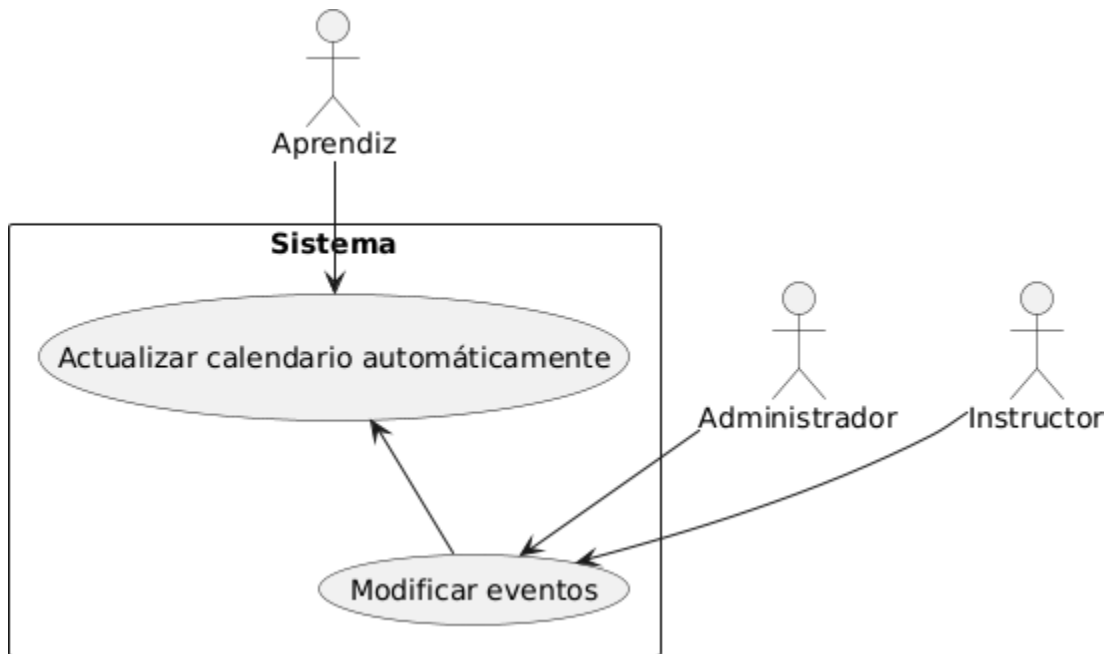 Aprendiz
Sistema
Actualizar calendario automáticamente
Administrador
Instructor
Modificar eventos